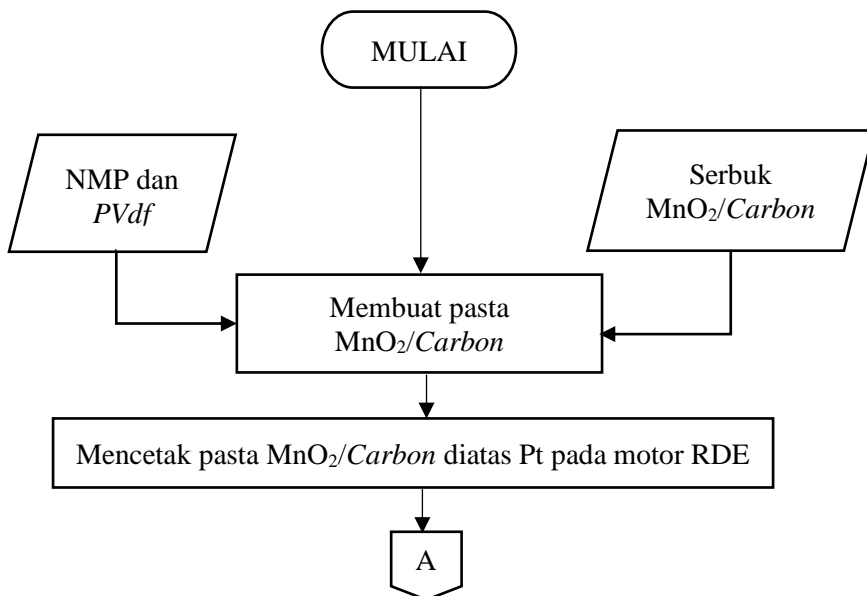 MULAI
NMP dan
PVdf
Serbuk
MnO₂/Carbon
Membuat pasta
MnO₂/Carbon
Mencetak pasta MnO₂/Carbon diatas Pt pada motor RDE
A